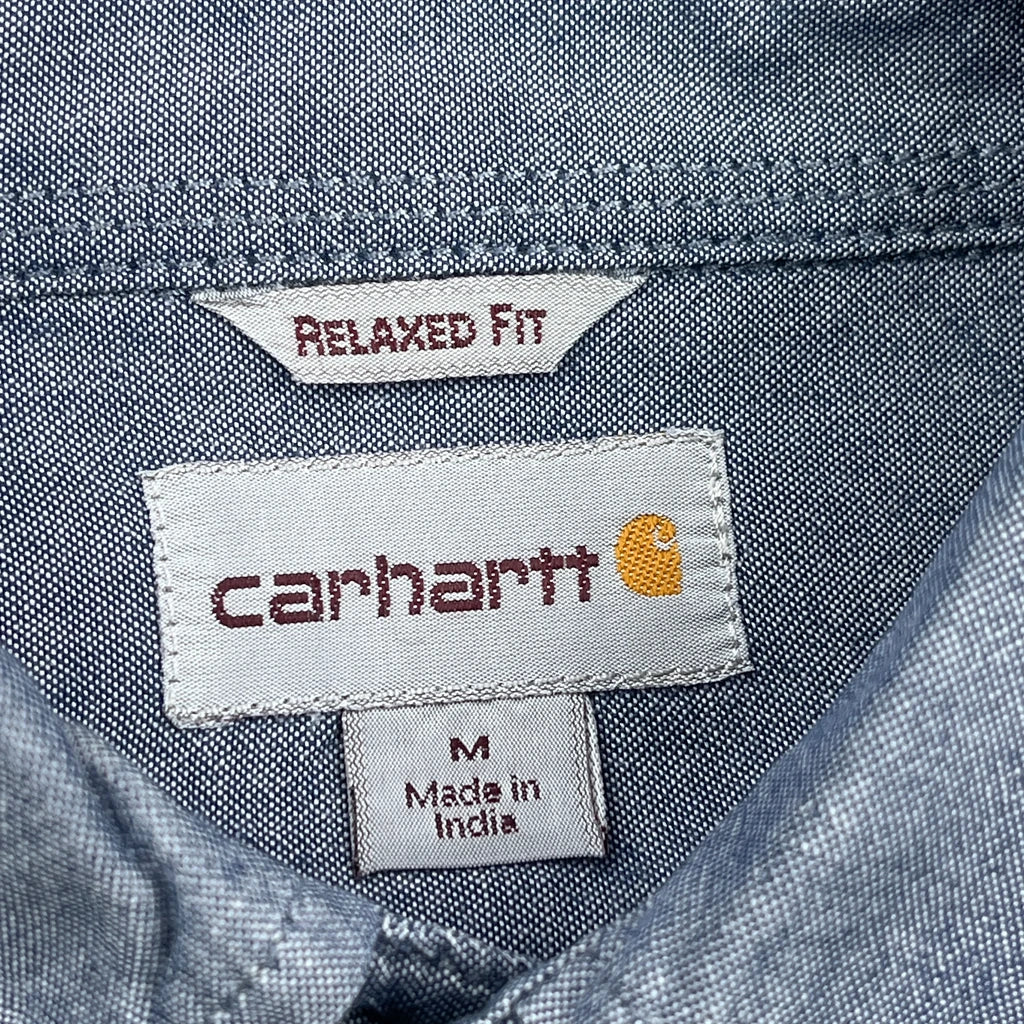 RELAXED FIT
carhartt
M
Made in
India